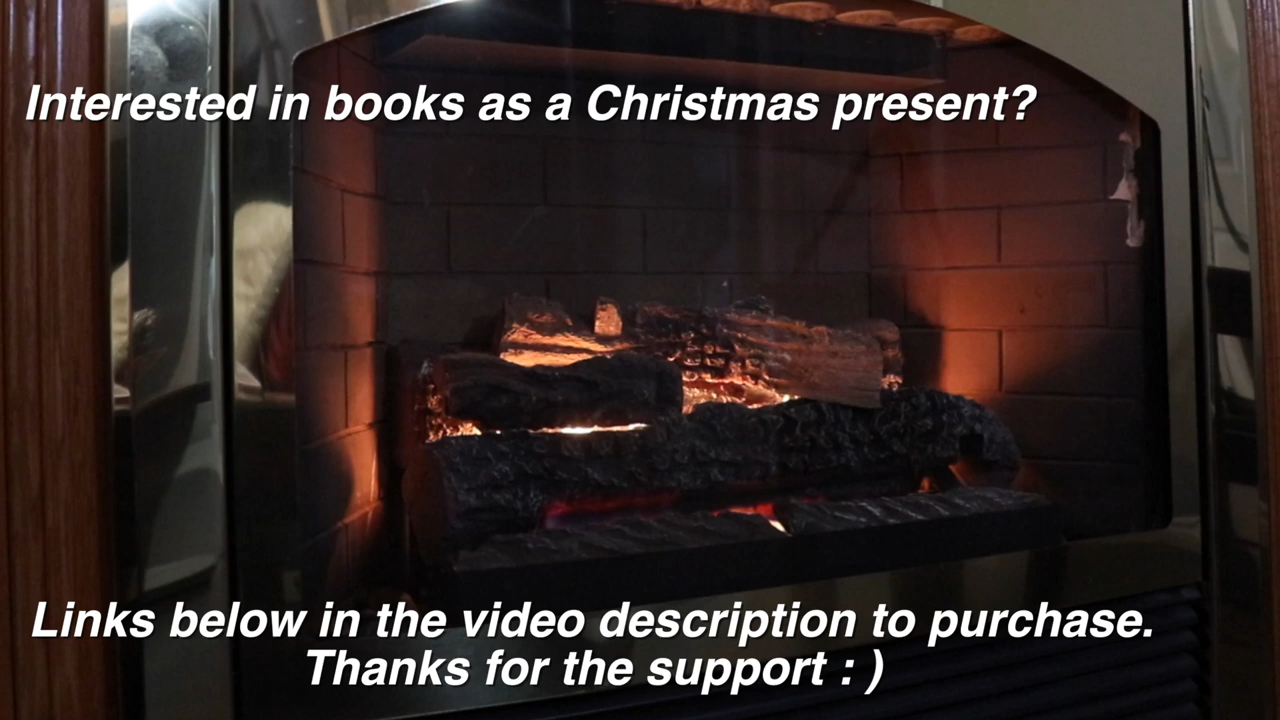 Interested in books as a Christmas present?
Links below in the video description to purchase.
Thanks for the support : )